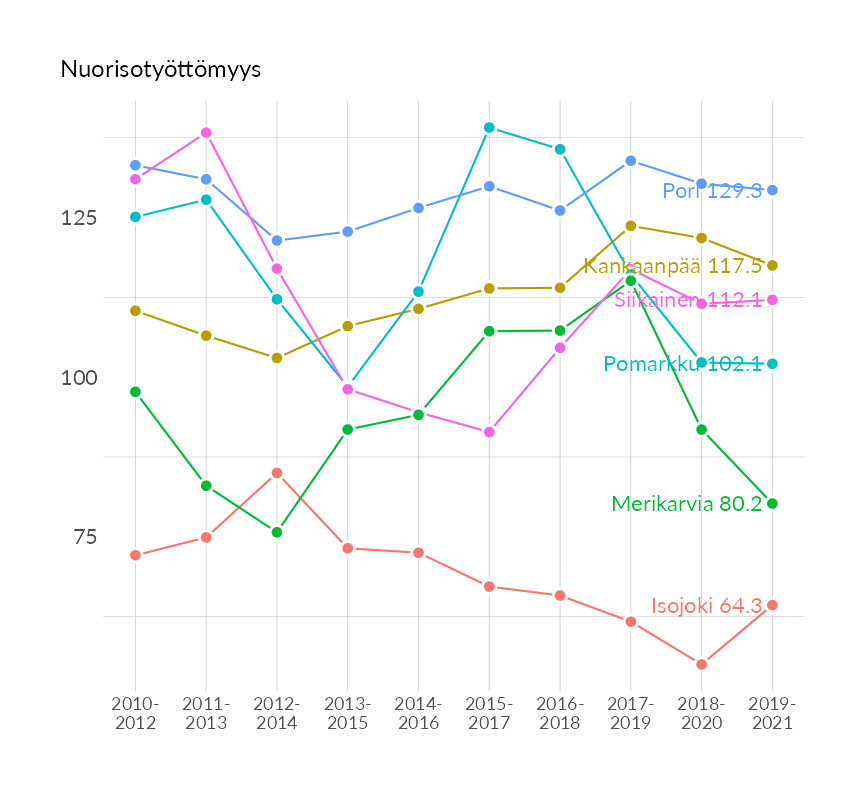 Nuorisotyöttömyys
125
100
75
Pori 129.3
Kankaanpää 117.5
Siikainen 112.1
Pomarkku 102.1
Merikarvia 80.2
Isojoki 64.3
2010- 2011- 2012- 2013- 2014- 2015- 2016- 2017- 2018- 2019-
2012 2013 2014 2015 2016 2017 2018 2019 2020 2021